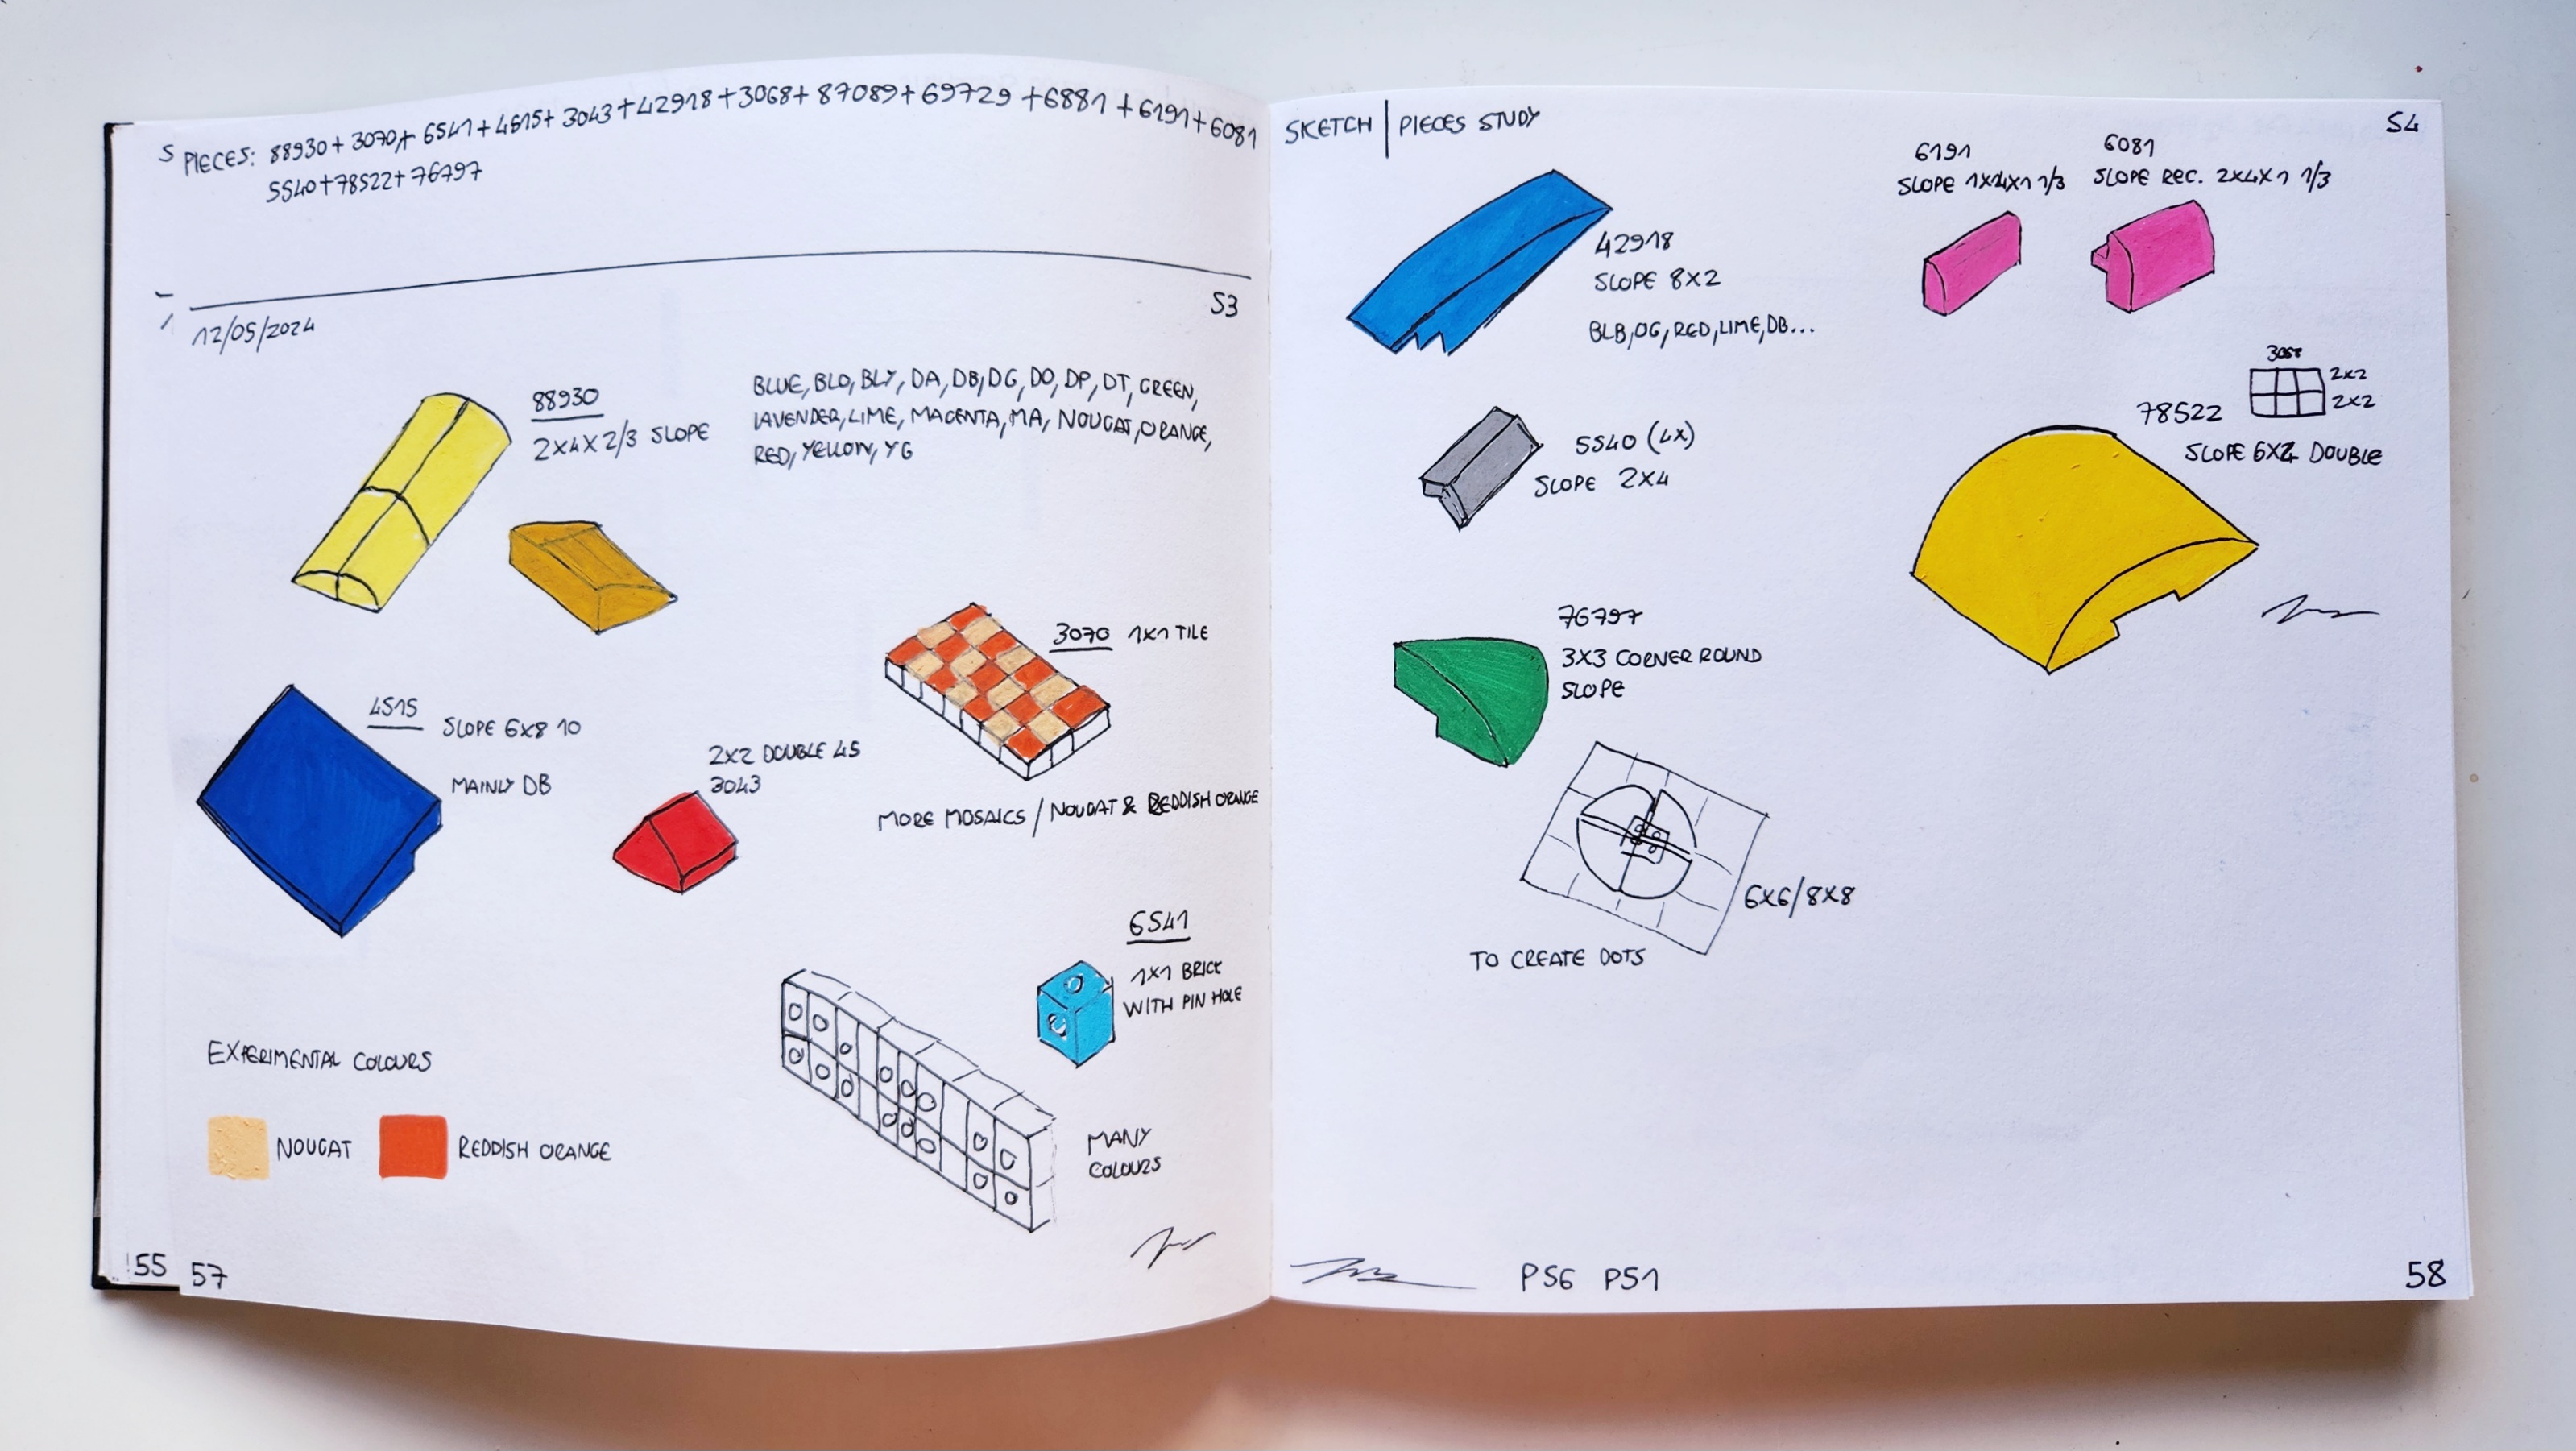 S PIECES: 88930+3070+6541+4515+3043+42918+3068+87089+69729+6881+6191+6081
5540+78522+76797
S3
12/05/2024
88930
2X4X2/3 SLOPE
BLUE, BLO, BLY, DA, DB, DG, DO, DP, DT, GREEN,
LAVENDER, LIME, MAGENTA, MA, NOUGAT, ORANGE,
RED, YELLOW, YG
3070 1X1 TILE
4515 SLOPE 6X8 10
MAINLY DB
2X2 DOUBLE 45
3043
MORE MOSAICS / NOUGAT & REDDISH ORANGE
6541
1X1 BRICK
WITH PIN HOLE
EXPERIMENTAL COLOURS
NOUGAT
REDDISH ORANGE
MANY
COLOURS
55
57
SKETCH | PIECES STUDY
S4
42918
SLOPE 8X2
BLB, OG, RED, LIME, DB...
6191
SLOPE 1X4X1 1/3
6081
SLOPE REC. 2X4X1 1/3
3068
2X2
2X2
78522
SLOPE 6X4 DOUBLE
5540 (4X)
SLOPE 2X4
76797
3X3 CORNER ROUND
SLOPE
6X6/8X8
TO CREATE DOTS
P56 P51
58